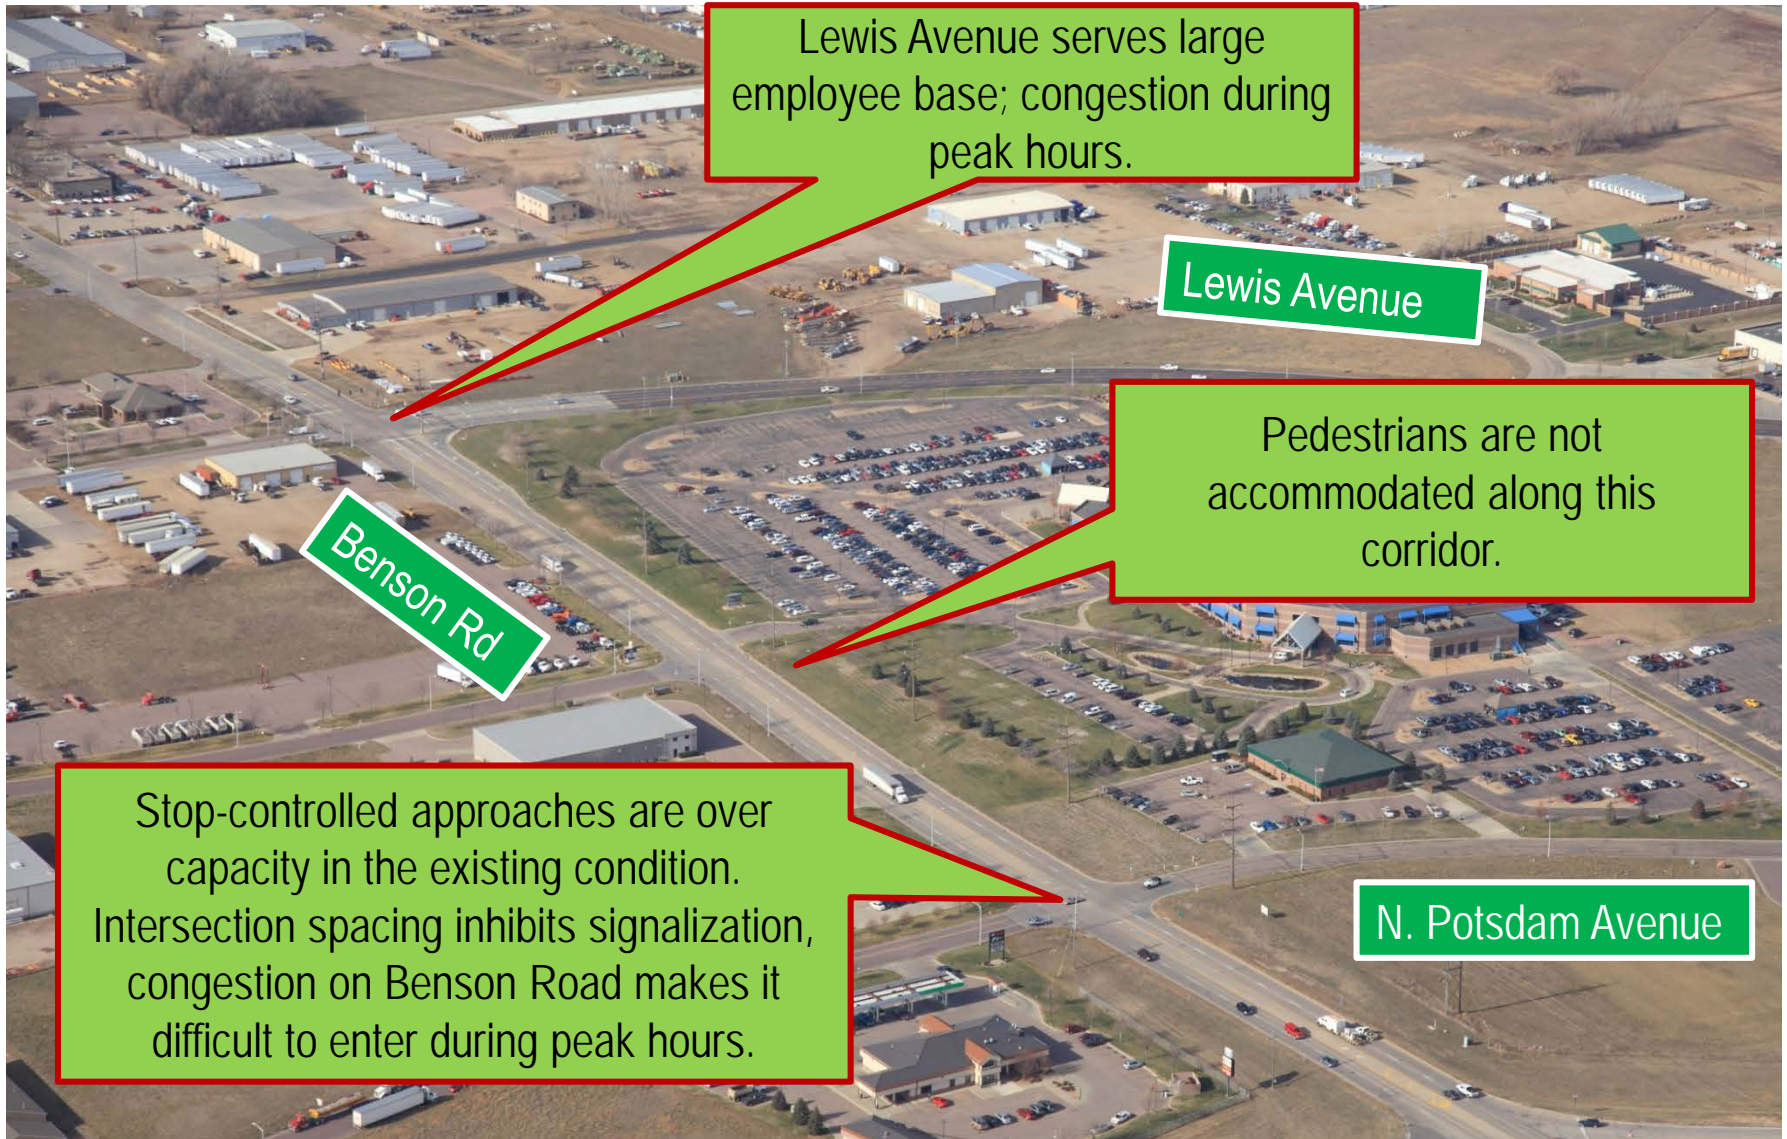 Lewis Avenue serves large
employee base; congestion during
peak hours.
Lewis Avenue
Pedestrians are not
accommodated along this
corridor.
Benson Rd
Stop-controlled approaches are over
capacity in the existing condition.
Intersection spacing inhibits signalization,
congestion on Benson Road makes it
difficult to enter during peak hours.
N. Potsdam Avenue